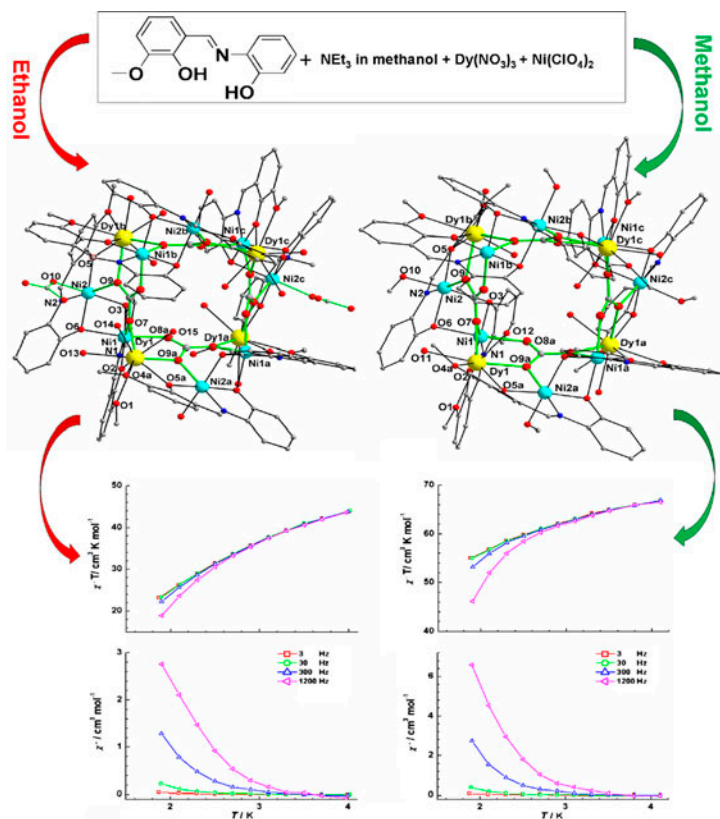 OH
N
O
HO
+ NEt3 in methanol + Dy(NO3)3 + Ni(ClO4)2
Ethanol
Methanol
Dy1b
Ni2b
Ni1c
Dy1c
O5
Ni1b
O10
Ni2
O9
Ni2c
N2
O3
O6
O14
O7
O8a
O15
Dy1a
Ni1
Dy1
O13
N1
O9a
Ni1a
O2
O4a
O5a
Ni2a
O1
Dy1b
Ni2b
Ni1c
Dy1c
O5
Ni1b
O10
O9
Ni2c
N2
Ni2
O3
O6
O7
O12
Dy1a
Ni1
O8a
O11
N1
O9a
Ni1a
O4a
O2
Dy1
O5a
Ni2a
O1
χ' T / cm3 K mol-1
50
40
30
20
χ' T / cm3 K mol-1
70
60
50
40
χ'' / cm3 mol-1
3
2
1
0
3 Hz
30 Hz
300 Hz
1200 Hz
2
3
4
T / K
χ'' / cm3 mol-1
6
4
2
0
3 Hz
30 Hz
300 Hz
1200 Hz
2
3
4
T / K